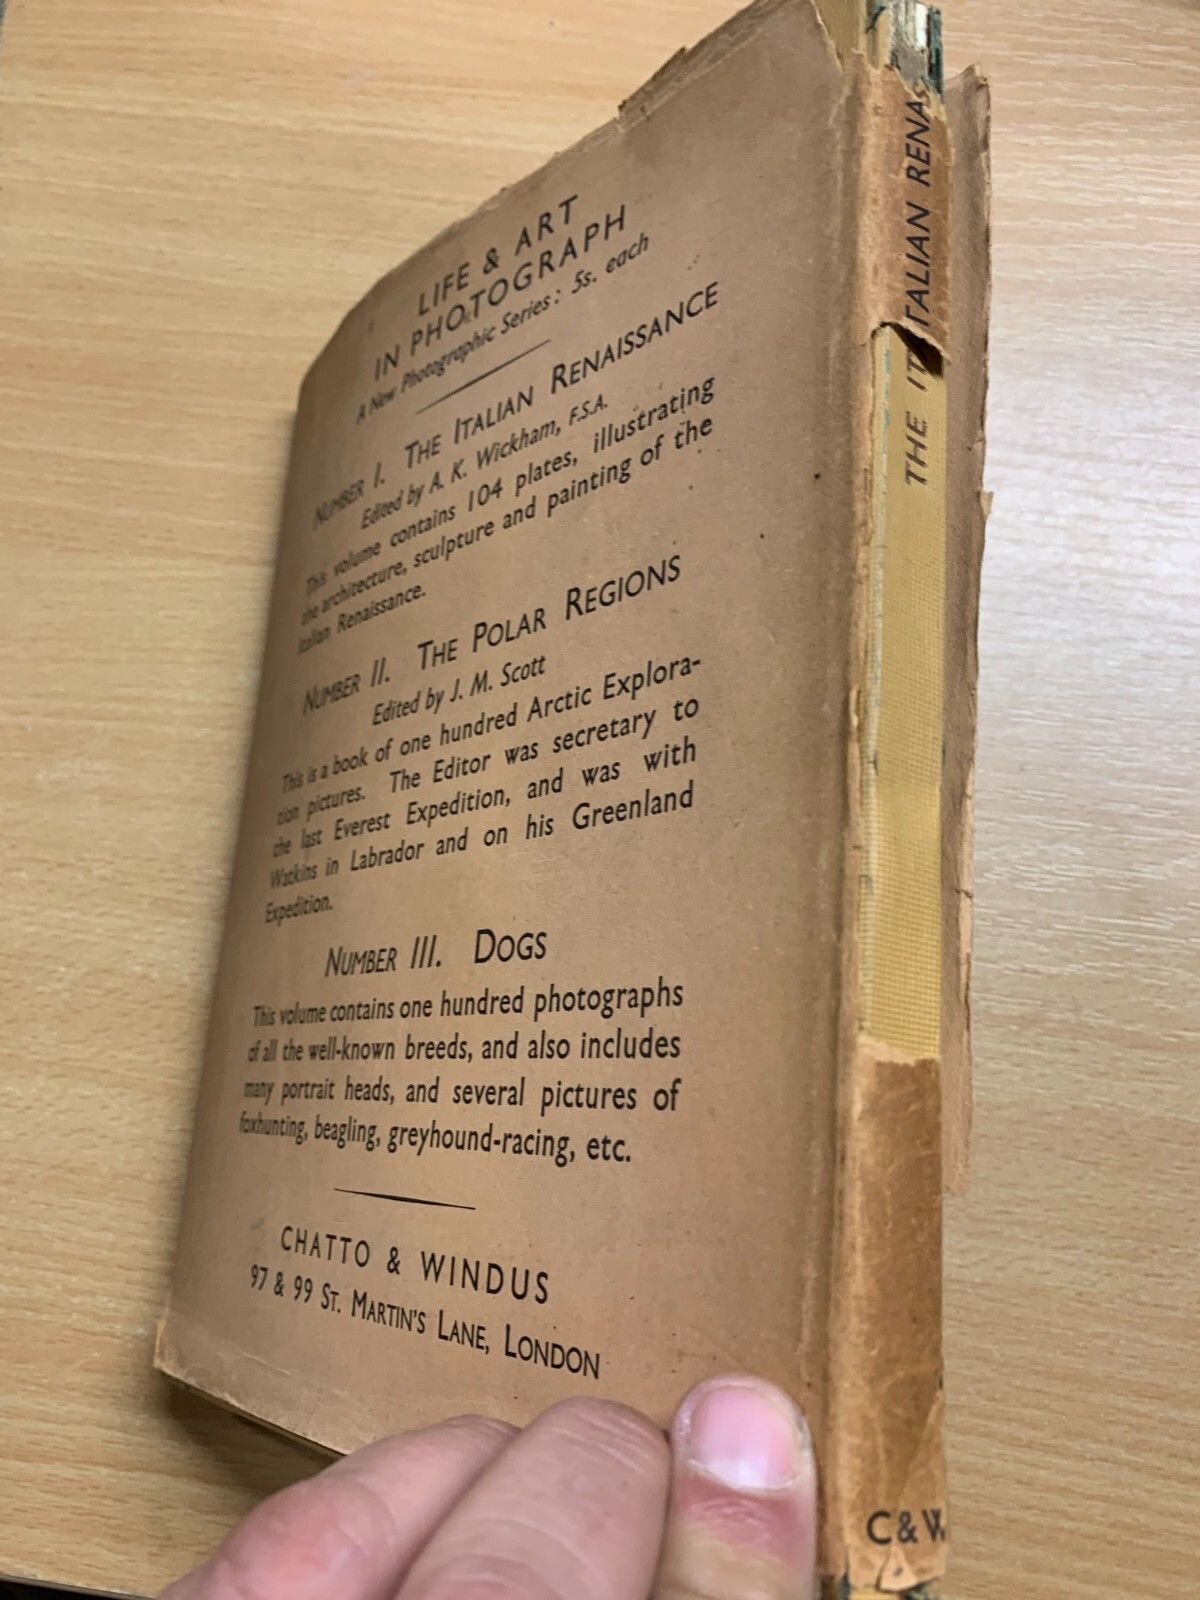 LIFE & ART
IN PHOTOGRAPH
A New Photographic Series: 5s. each
NUMBER I. THE ITALIAN RENAISSANCE
Edited by A. K. Wickham, F.S.A.
This volume contains 104 plates, illustrating
the architecture, sculpture and painting of the
Italian Renaissance.
NUMBER II. THE POLAR REGIONS
Edited by J. M. Scott
This is a book of one hundred Arctic Explora-
tion pictures. The Editor was secretary to
the last Everest Expedition, and was with
Watkins in Labrador and on his Greenland
Expedition.
NUMBER III. DOGS
This volume contains one hundred photographs
of all the well-known breeds, and also includes
many portrait heads, and several pictures of
foxhunting, beagling, greyhound-racing, etc.
CHATTO & WINDUS
97 & 99 ST. MARTIN'S LANE, LONDON
THE ITALIAN RENAS
C & W